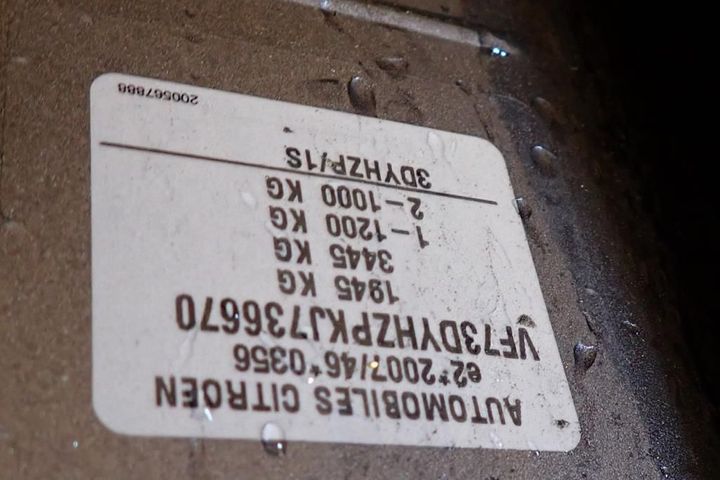 AUTOMOBILES CITROEN
e2*2007/46*0356
VF73DYHZPKJ736670
1945 KG
3445 KG
1-1200 KG
2-1000 KG
3DYHZP/1S
200567888